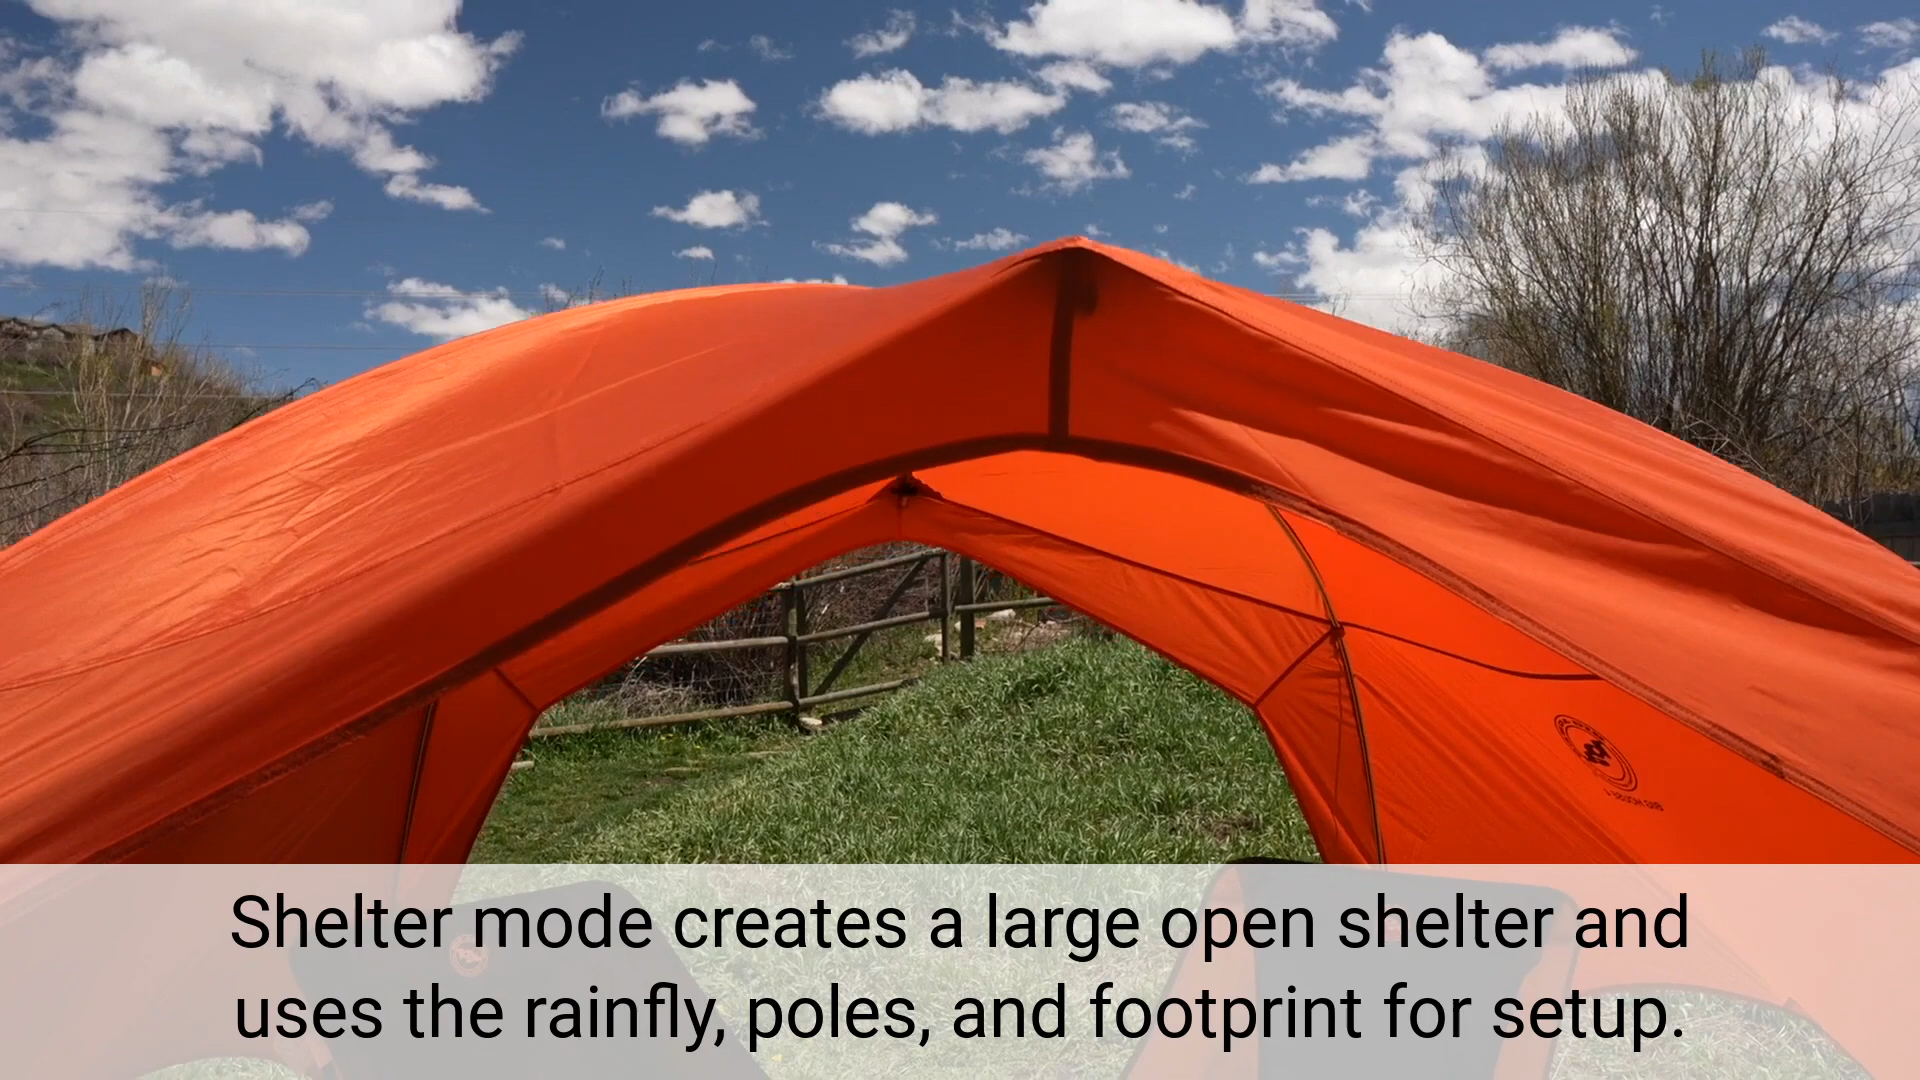 Shelter mode creates a large open shelter and
uses the rainfly, poles, and footprint for setup.